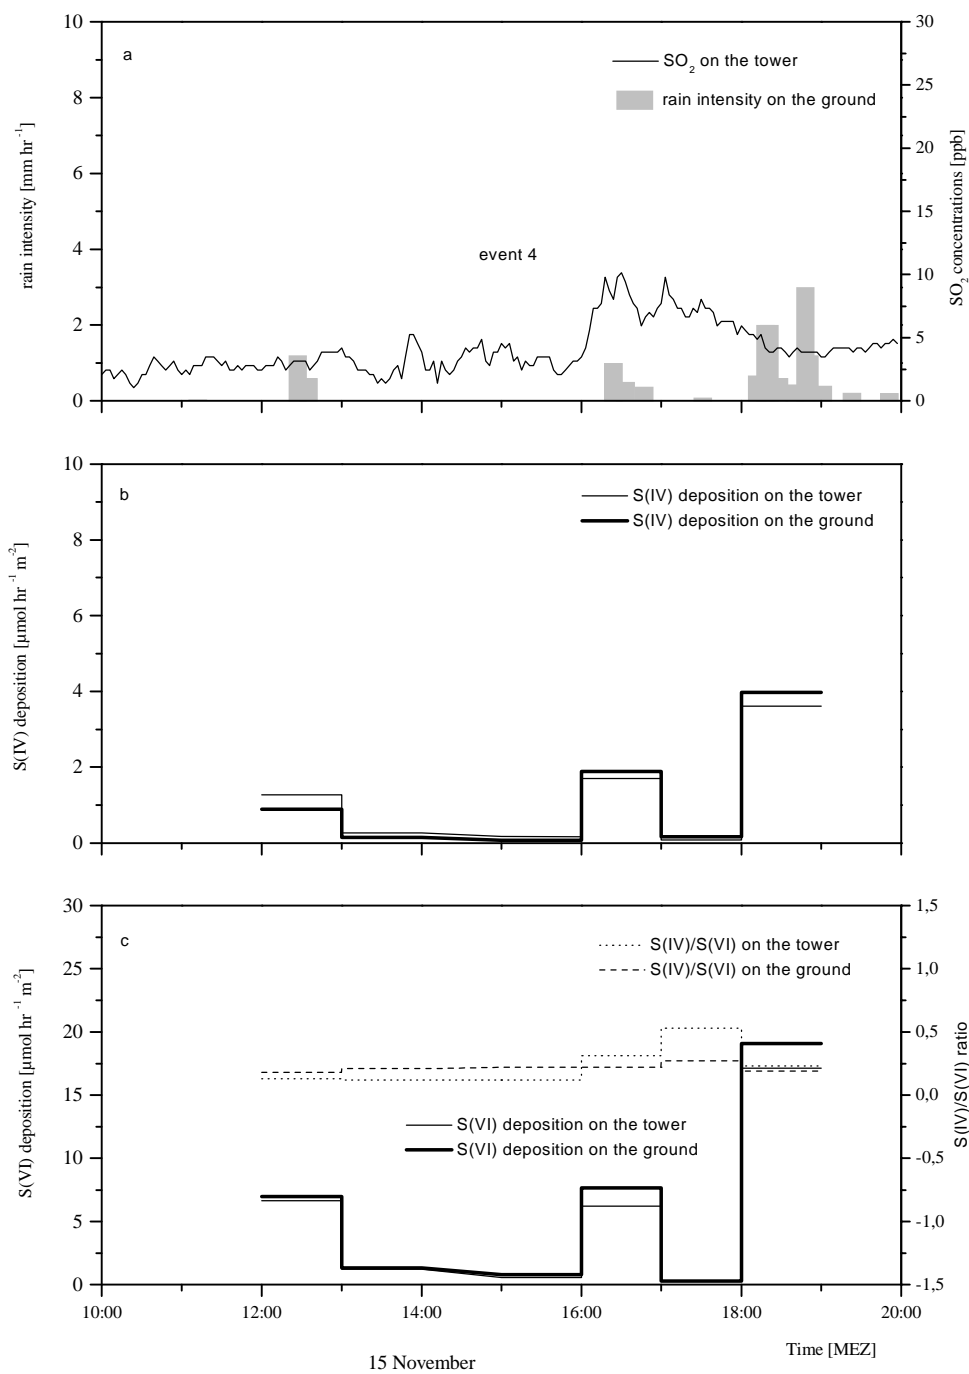 a
SO2 on the tower
rain intensity on the ground
event 4
rain intensity [mm hr -1]
SO2 concentrations [ppb]
10
8
6
4
2
0
30
25
20
15
10
5
0
b
S(IV) deposition on the tower
S(IV) deposition on the ground
S(IV) deposition [µmol hr -1 m-2]
10
8
6
4
2
0
c
S(IV)/S(VI) on the tower
S(IV)/S(VI) on the ground
S(VI) deposition on the tower
S(VI) deposition on the ground
S(VI) deposition [µmol hr -1 m-2]
S(IV)/S(VI) ratio
30
25
20
15
10
5
0
1,5
1,0
0,5
0,0
-0,5
-1,0
-1,5
10:00 12:00 14:00 16:00 18:00 20:00
Time [MEZ]
15 November